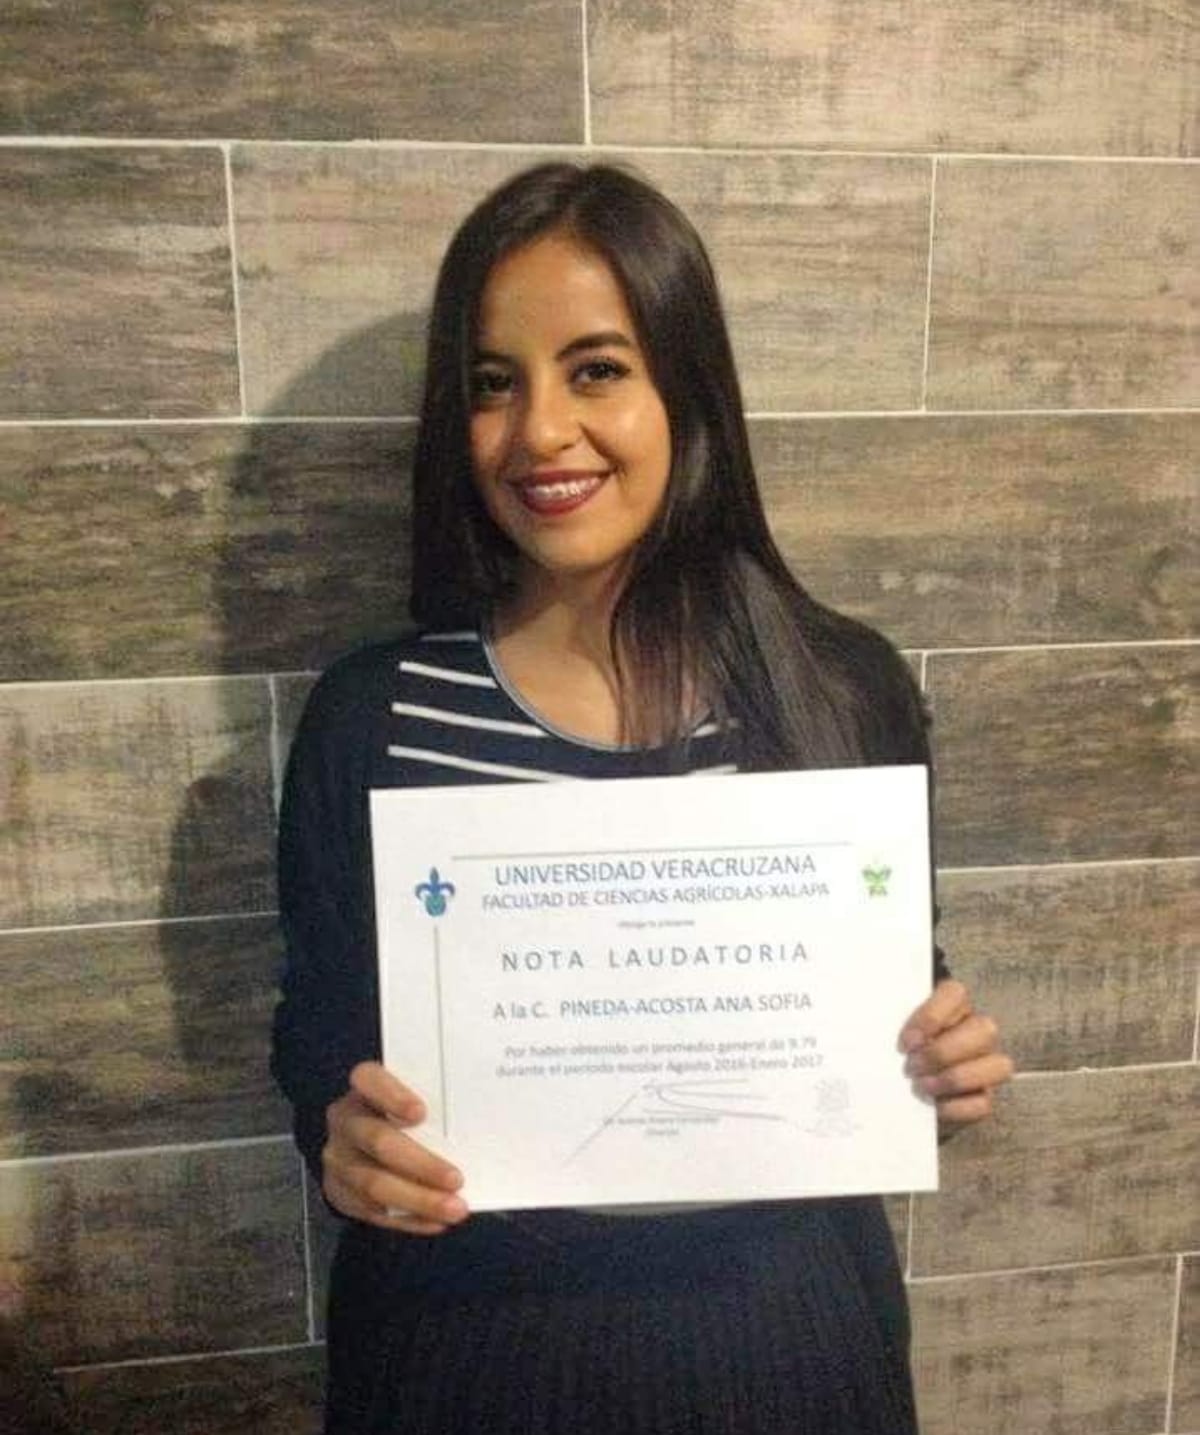 UNIVERSIDAD VERACRUZANA
FACULTAD DE CIENCIAS AGRÍCOLAS-XALAPA
NOTA LAUDATORIA
A la C. PINEDA-ACOSTA ANA SOFIA
Por haber obtenido un promedio general de 9.79
durante el periodo escolar Agosto 2016-Enero 2017
FA